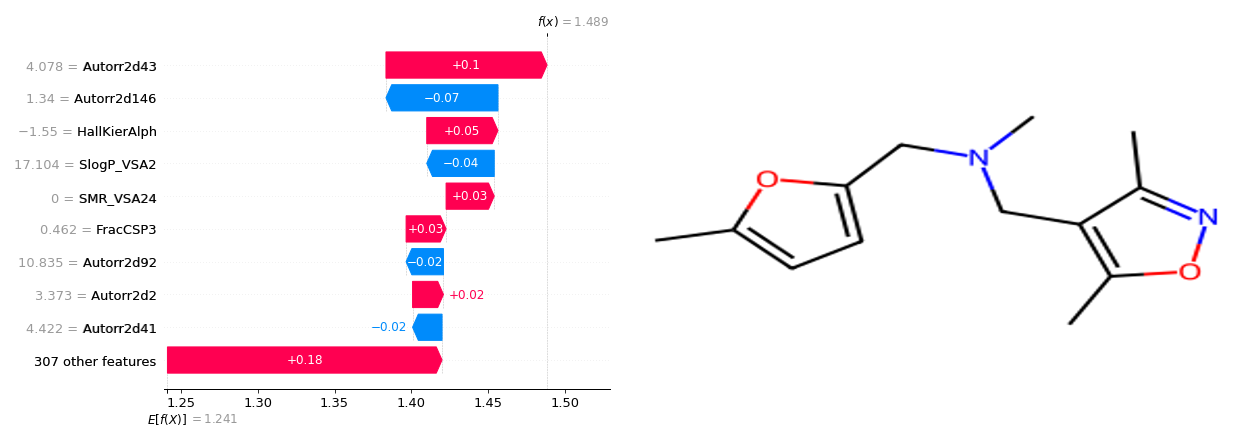 f(x) = 1.489
4.078 = Autorr2d43
+0.1
1.34 = Autorr2d146
−0.07
−1.55 = HallKierAlph
+0.05
17.104 = SlogP_VSA2
−0.04
0 = SMR_VSA24
+0.03
0.462 = FracCSP3
+0.03
10.835 = Autorr2d92
−0.02
3.373 = Autorr2d2
+0.02
4.422 = Autorr2d41
−0.02
307 other features
+0.18
1.25 1.30 1.35 1.40 1.45 1.50
E[f(X)] = 1.241
N
O
N
O